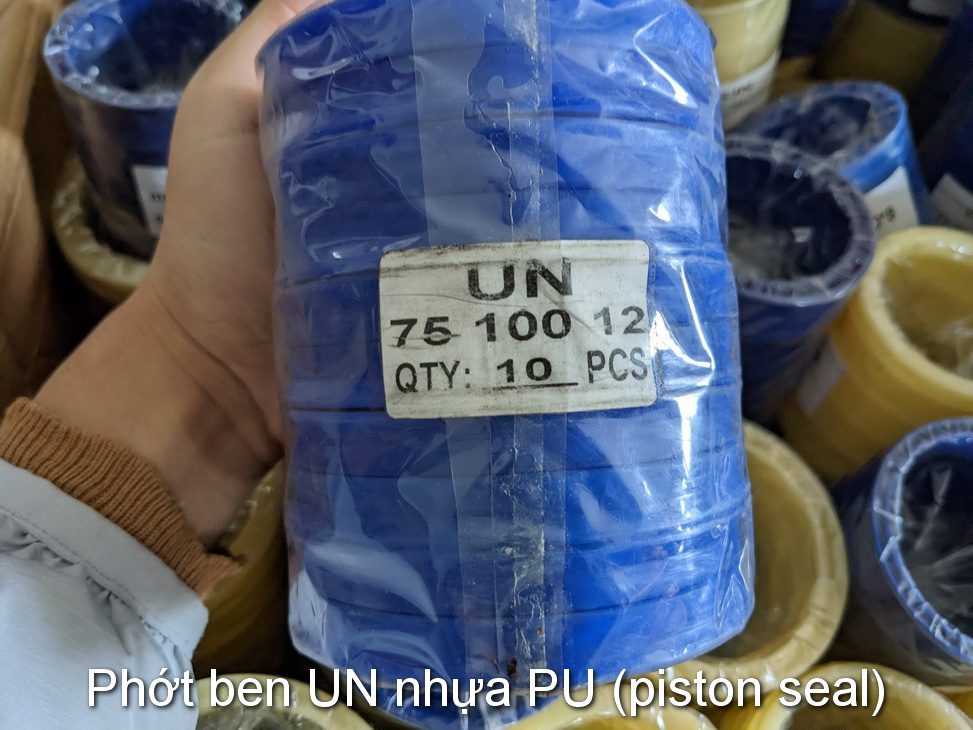 UN
75 100 12
QTY: 10 PCS
Phớt ben UN nhựa PU (piston seal)